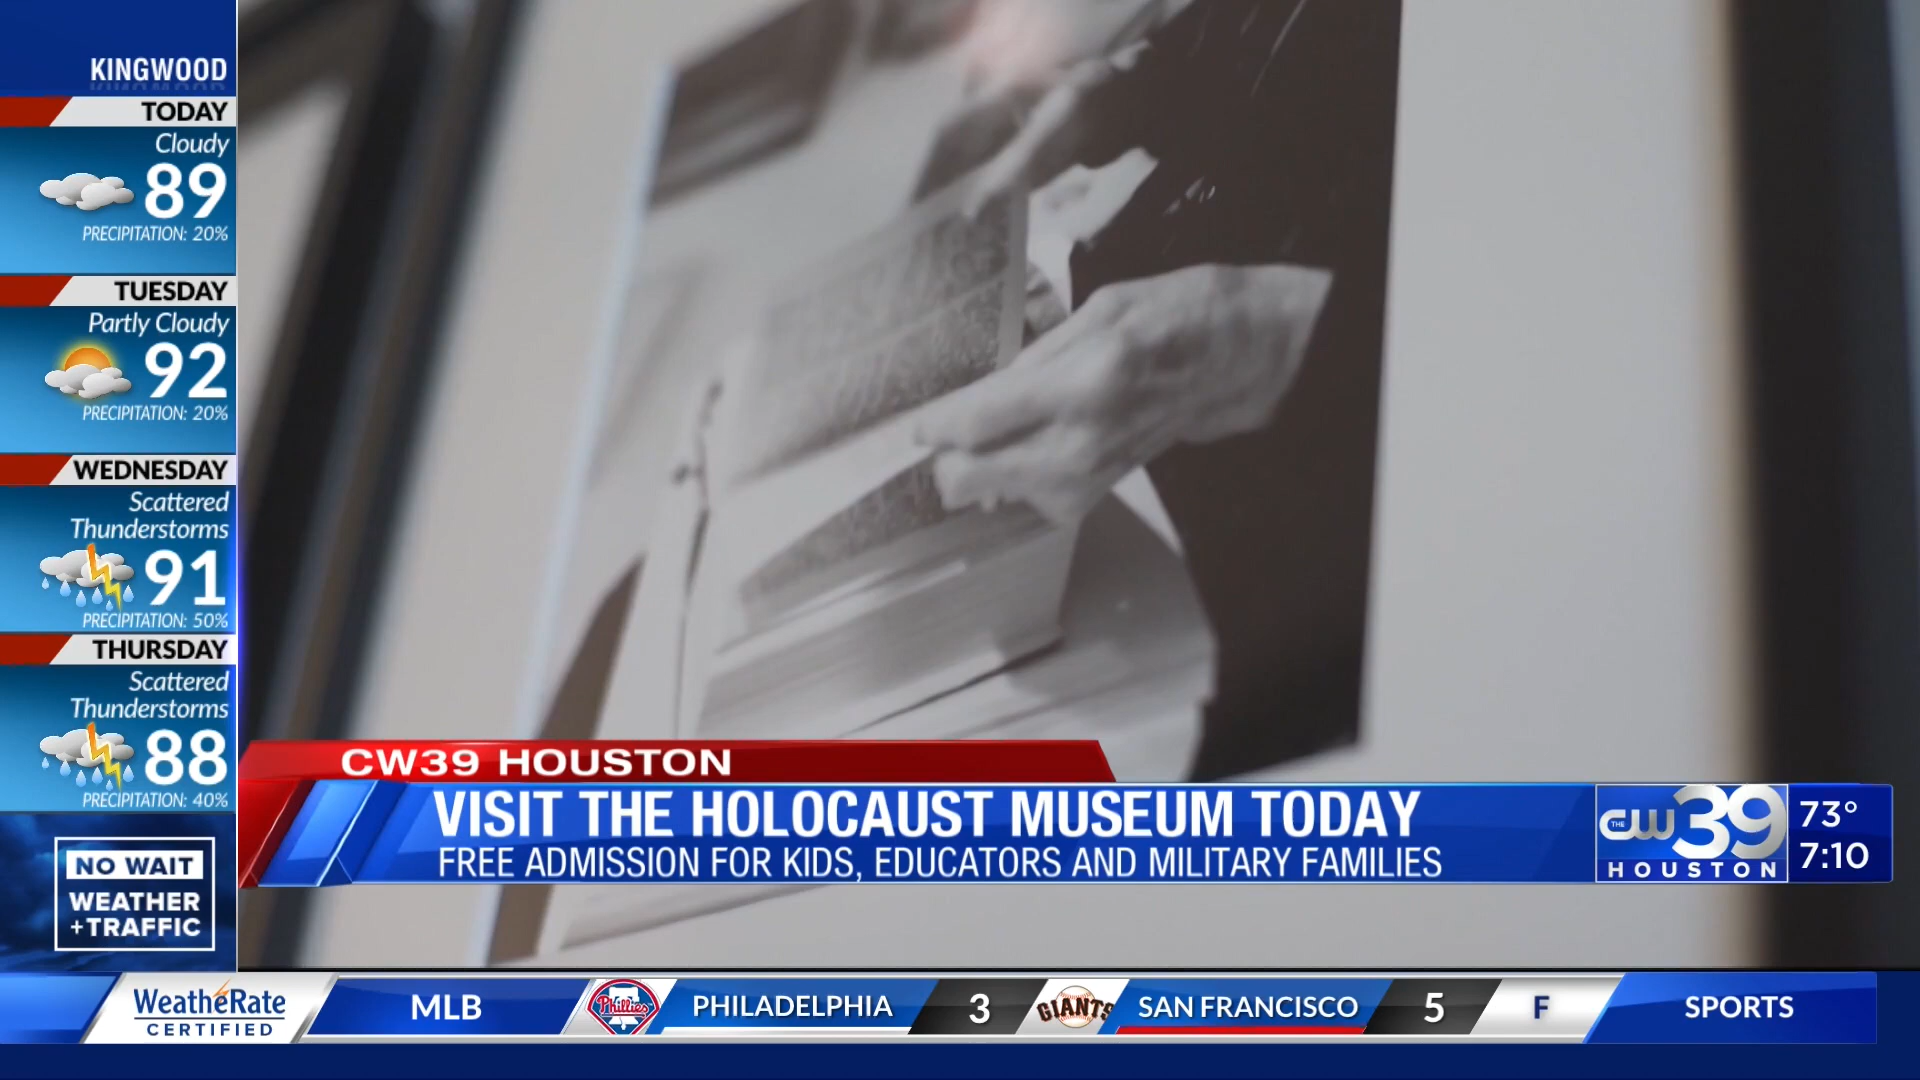 KINGWOOD
TODAY
Cloudy
89
PRECIPITATION: 20%
TUESDAY
Partly Cloudy
92
PRECIPITATION: 20%
WEDNESDAY
Scattered
Thunderstorms
91
PRECIPITATION: 50%
THURSDAY
Scattered
Thunderstorms
88
PRECIPITATION: 40%
NO WAIT
WEATHER
+TRAFFIC
CW39 HOUSTON
VISIT THE HOLOCAUST MUSEUM TODAY
FREE ADMISSION FOR KIDS, EDUCATORS AND MILITARY FAMILIES
THE CW 39
HOUSTON
73°
7:10
WeatheRate
CERTIFIED
MLB
Phillies
PHILADELPHIA
3
GIANTS
SAN FRANCISCO
5
F
SPORTS